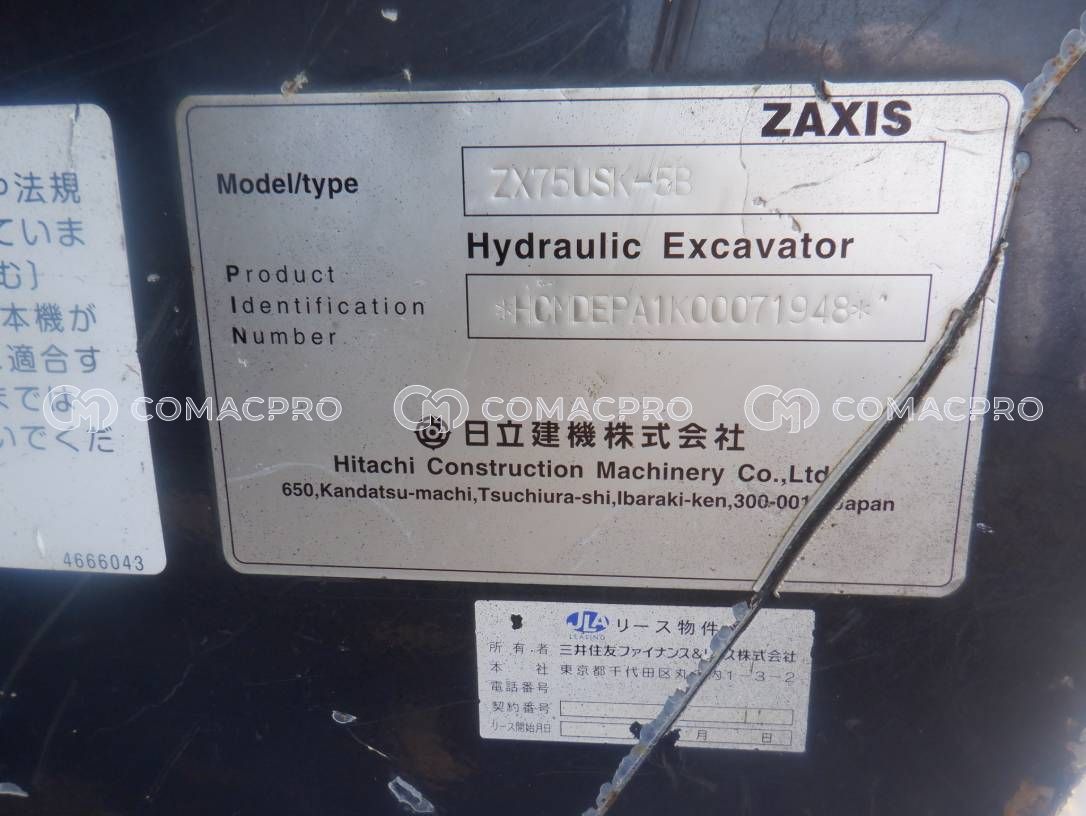 ZAXIS
Model/type ZX75USK-5B
Hydraulic Excavator
Product
Identification *HCMDEPA1K00071948*
Number
日立建機株式会社
Hitachi Construction Machinery Co.,Ltd
650,Kandatsu-machi,Tsuchiura-shi,Ibaraki-ken,300-001 Japan
法規
ていま
む〕
本機が
適合す
までは
いでくだ
4666043
COMACPRO COMACPRO COMACPRO
JLA リース物件
LEASING
所有者 三井住友ファイナンス&リース株式会社
本社 東京都千代田区丸の内1-3-2
電話番号
契約番号
リース開始月日 月 日